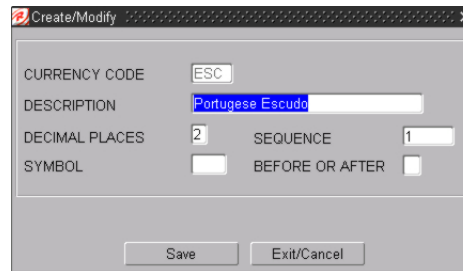 Create/Modify
CURRENCY CODE ESC
DESCRIPTION Portugese Escudo
DECIMAL PLACES 2 SEQUENCE 1
SYMBOL BEFORE OR AFTER
Save Exit/Cancel